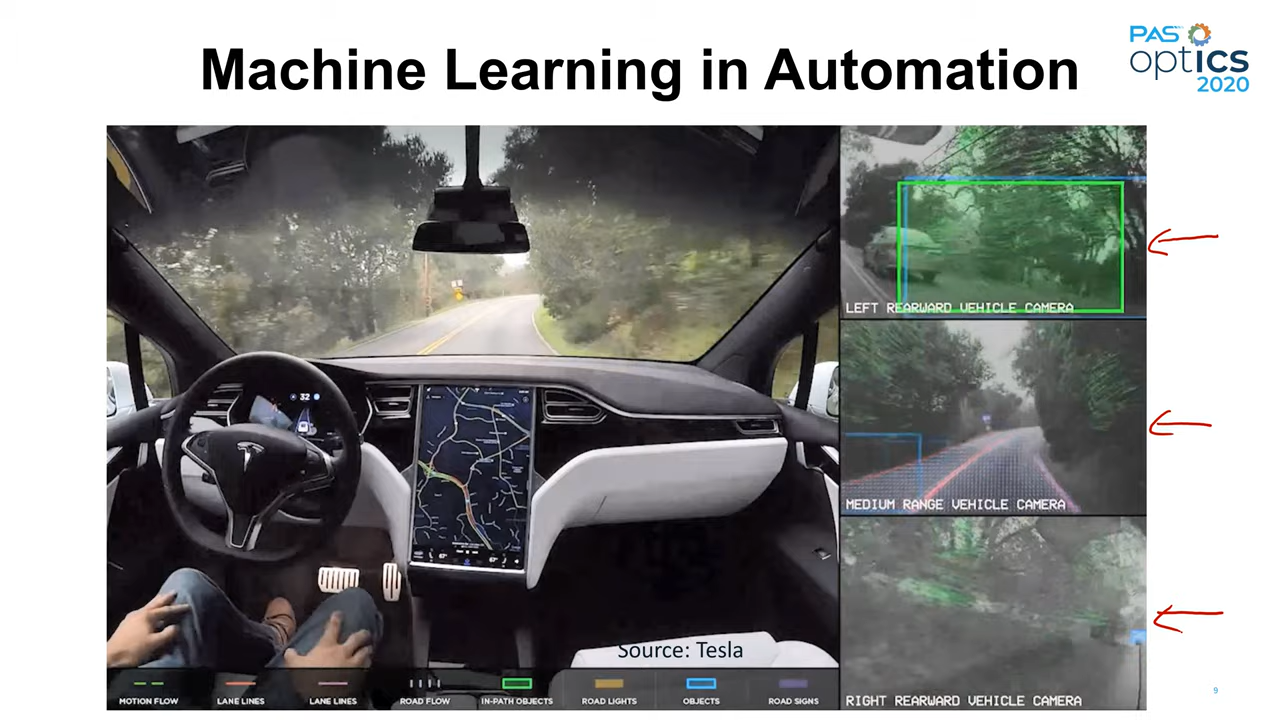 Machine Learning in Automation
PAS
optICS
2020
LEFT REARWARD VEHICLE CAMERA
MEDIUM RANGE VEHICLE CAMERA
RIGHT REARWARD VEHICLE CAMERA
32
Source: Tesla
MOTION FLOW
LANE LINES
LANE LINES
ROAD FLOW
IN-PATH OBJECTS
ROAD LIGHTS
OBJECTS
ROAD SIGNS
9